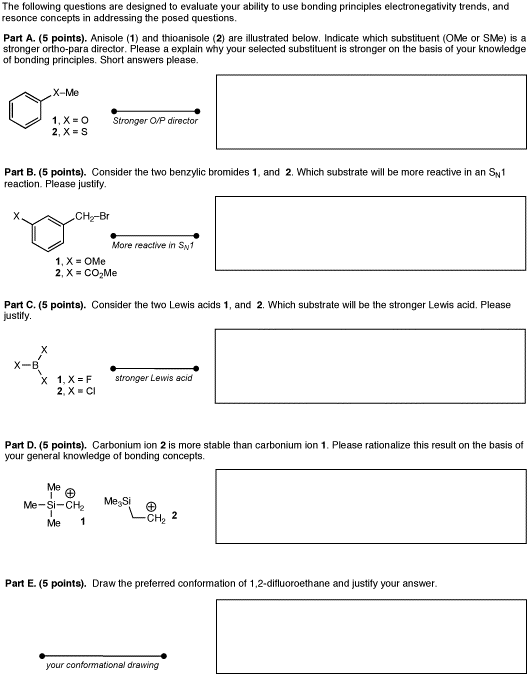 The following questions are designed to evaluate your ability to use bonding principles electronegativity trends, and
resonce concepts in addressing the posed questions.
Part A. (5 points). Anisole (1) and thioanisole (2) are illustrated below. Indicate which substituent (OMe or SMe) is a
stronger ortho-para director. Please a explain why your selected substituent is stronger on the basis of your knowledge
of bonding principles. Short answers please.
X–Me
1, X = O
2, X = S
Stronger O/P director
Part B. (5 points). Consider the two benzylic bromides 1, and 2. Which substrate will be more reactive in an SN1
reaction. Please justify.
X
CH2–Br
More reactive in SN1
1, X = OMe
2, X = CO2Me
Part C. (5 points). Consider the two Lewis acids 1, and 2. Which substrate will be the stronger Lewis acid. Please
justify.
X
X–B
X
1, X = F
2, X = Cl
stronger Lewis acid
Part D. (5 points). Carbonium ion 2 is more stable than carbonium ion 1. Please rationalize this result on the basis of
your general knowledge of bonding concepts.
Me
Me–Si–CH2
Me
1
Me3Si
CH2
2
Part E. (5 points). Draw the preferred conformation of 1,2-difluoroethane and justify your answer.
your conformational drawing